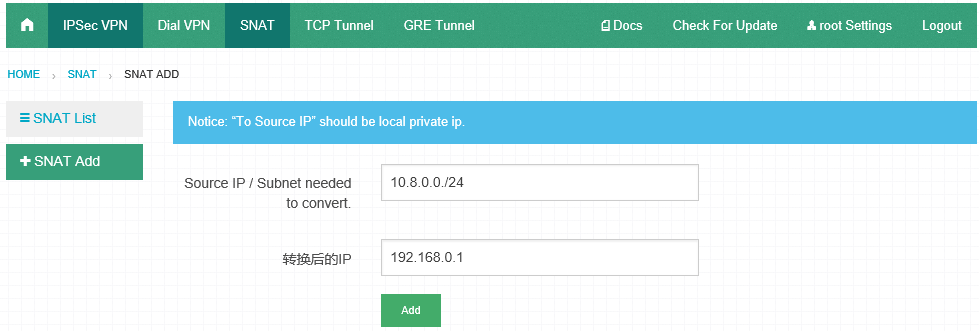 IPSec VPN Dial VPN SNAT TCP Tunnel GRE Tunnel Docs Check For Update root Settings Logout
HOME › SNAT › SNAT ADD
SNAT List
Notice: "To Source IP" should be local private ip.
SNAT Add
Source IP / Subnet needed
to convert.
10.8.0.0./24
转换后的IP
192.168.0.1
Add